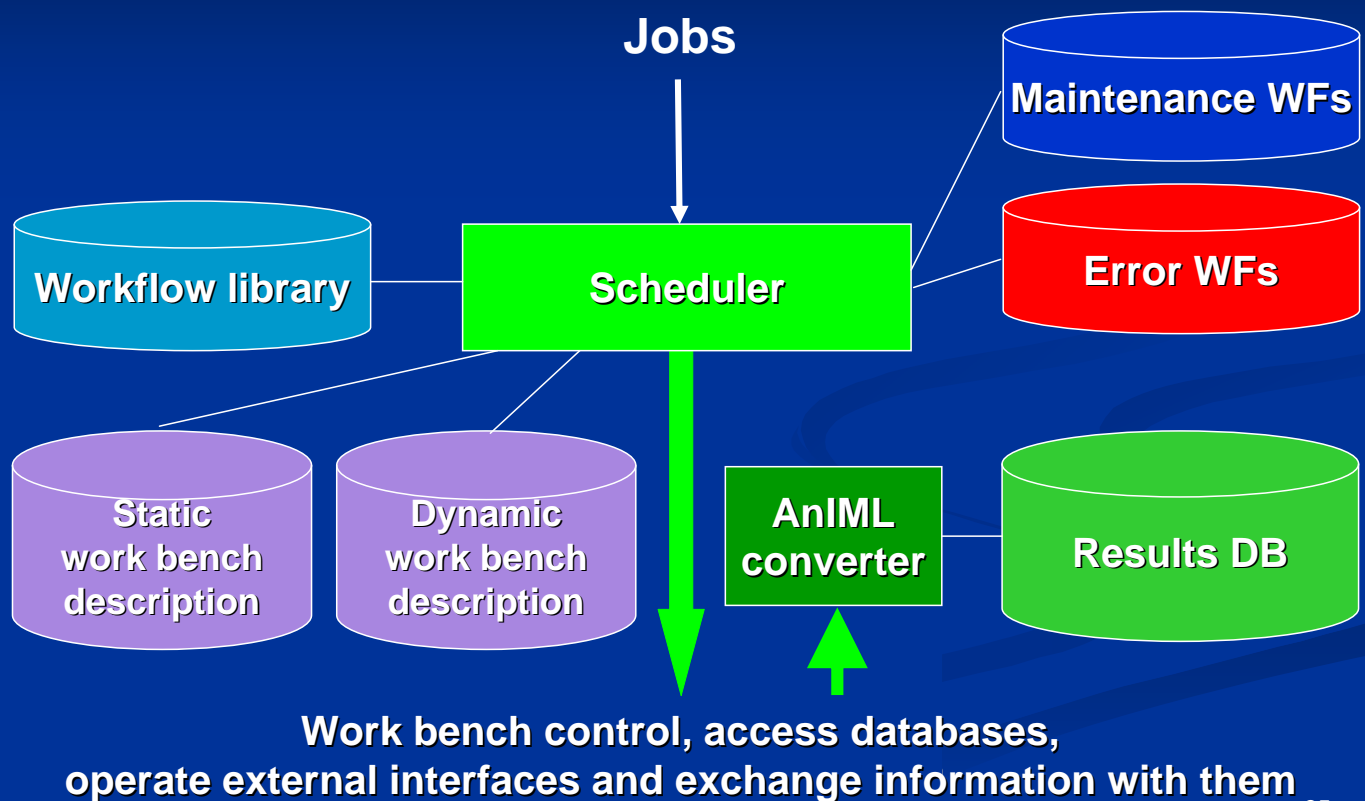 Jobs
Maintenance WFs
Workflow library
Scheduler
Error WFs
Static
work bench
description
Dynamic
work bench
description
AnIML
converter
Results DB
Work bench control, access databases,
operate external interfaces and exchange information with them